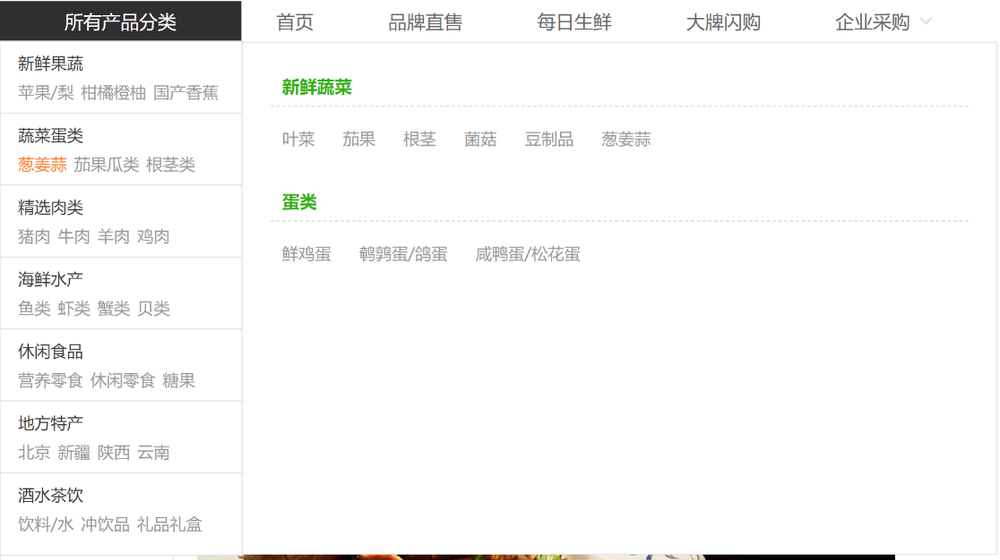 所有产品分类 首页 品牌直售 每日生鲜 大牌闪购 企业采购
新鲜果蔬
苹果/梨 柑橘橙柚 国产香蕉
蔬菜蛋类
葱姜蒜 茄果瓜类 根茎类
精选肉类
猪肉 牛肉 羊肉 鸡肉
海鲜水产
鱼类 虾类 蟹类 贝类
休闲食品
营养零食 休闲零食 糖果
地方特产
北京 新疆 陕西 云南
酒水茶饮
饮料/水 冲饮品 礼品礼盒
新鲜蔬菜
叶菜 茄果 根茎 菌菇 豆制品 葱姜蒜
蛋类
鲜鸡蛋 鹌鹑蛋/鸽蛋 咸鸭蛋/松花蛋